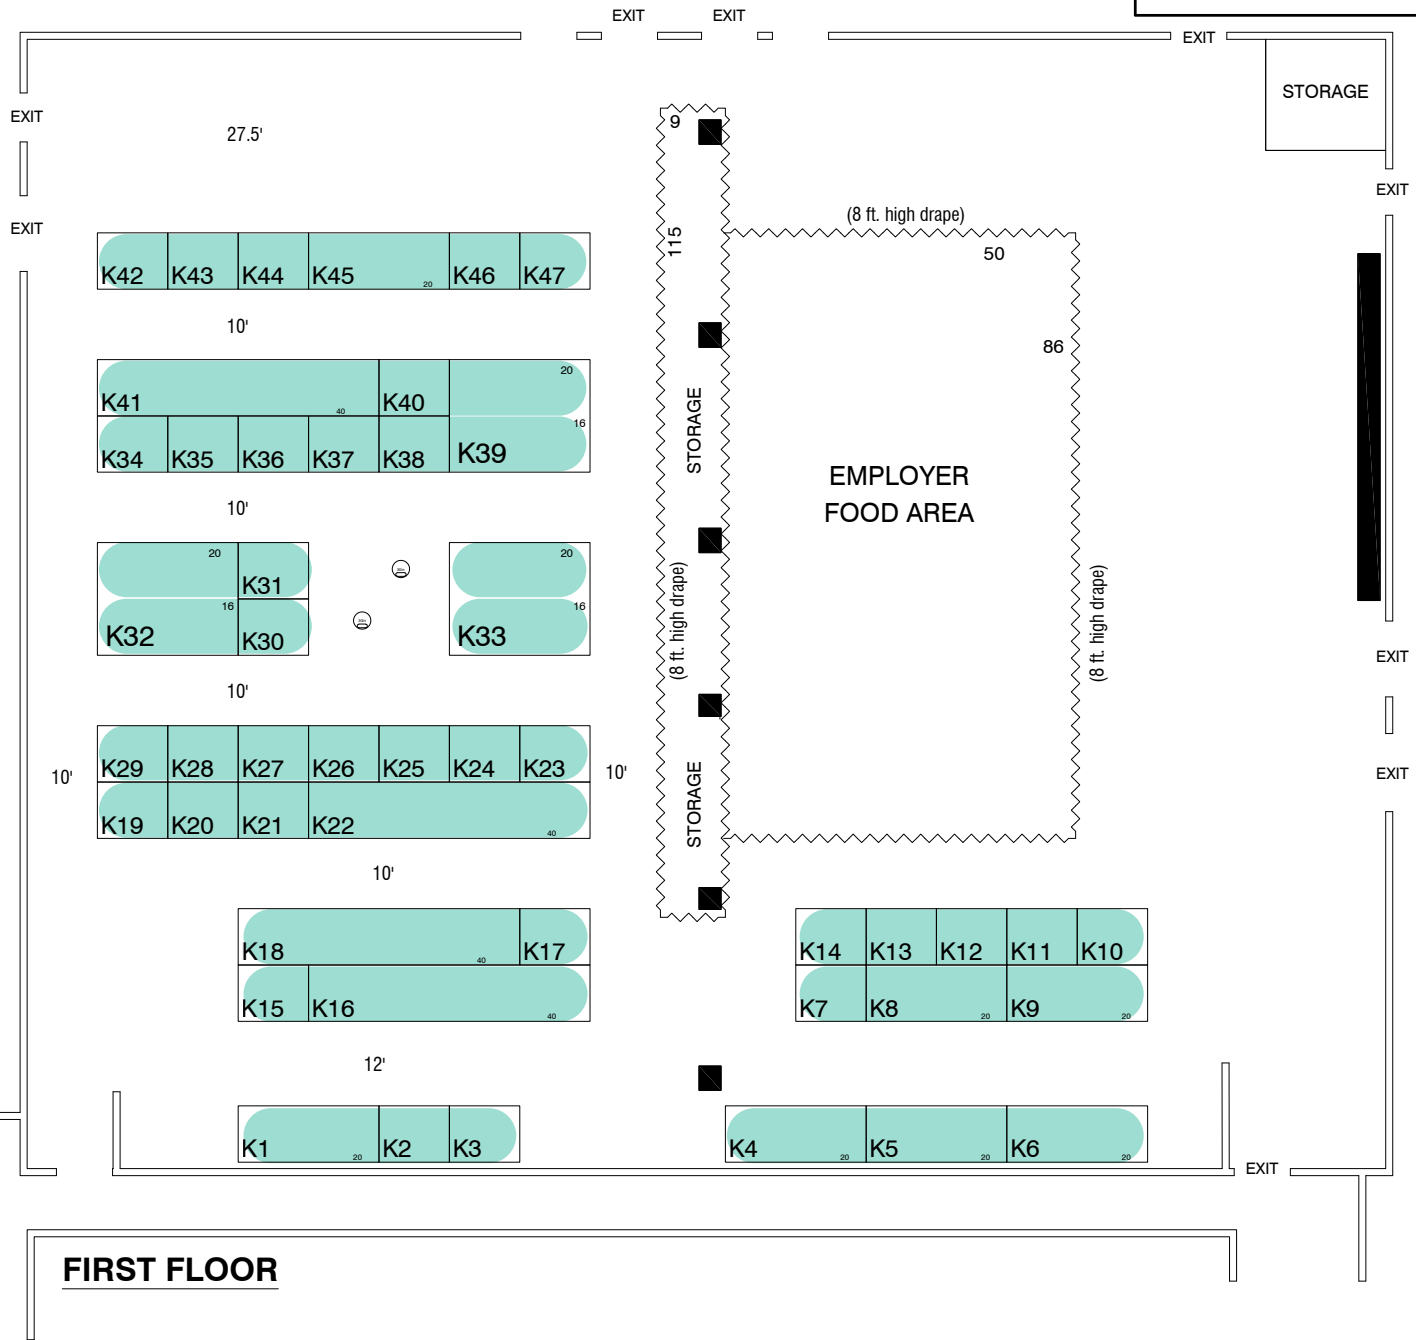 EXIT EXIT
EXIT
STORAGE
EXIT
27.5'
9
EXIT
(8 ft. high drape)
EXIT
115
50
K42 K43 K44 K45 20 K46 K47
10'
86
20
K41 40 K40
16
K34 K35 K36 K37 K38 K39
STORAGE
EMPLOYER
FOOD AREA
10'
20 20
K31
16 16
K32 K30 K33
(8 ft. high drape)
(8 ft. high drape)
EXIT
10'
K29 K28 K27 K26 K25 K24 K23
10' 10'
EXIT
STORAGE
K19 K20 K21 K22 40
10'
K18 40 K17
K14 K13 K12 K11 K10
K15 K16 40
K7 K8 20 K9 20
12'
K1 20 K2 K3
K4 20 K5 20 K6 20
EXIT
FIRST FLOOR